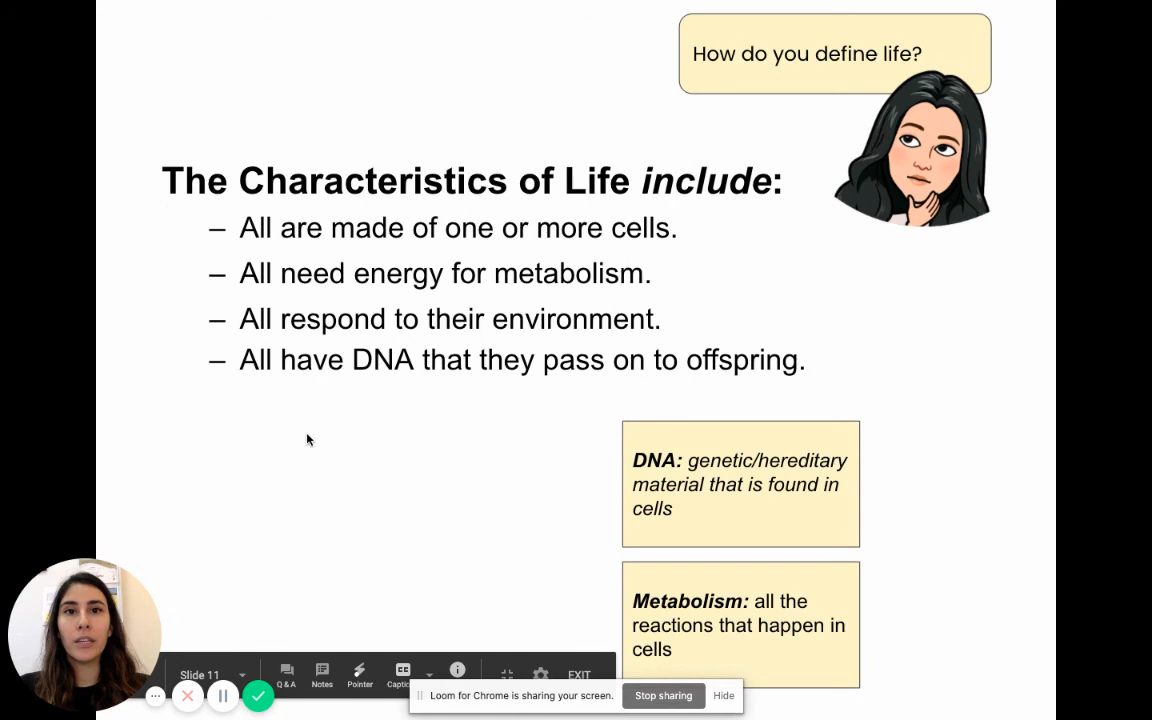 How do you define life?
The Characteristics of Life include:
– All are made of one or more cells.
– All need energy for metabolism.
– All respond to their environment.
– All have DNA that they pass on to offspring.
DNA: genetic/hereditary
material that is found in
cells
Metabolism: all the
reactions that happen in
cells
Slide 11
Q & A
Notes
Pointer
EXIT
Loom for Chrome is sharing your screen.
Stop sharing
Hide